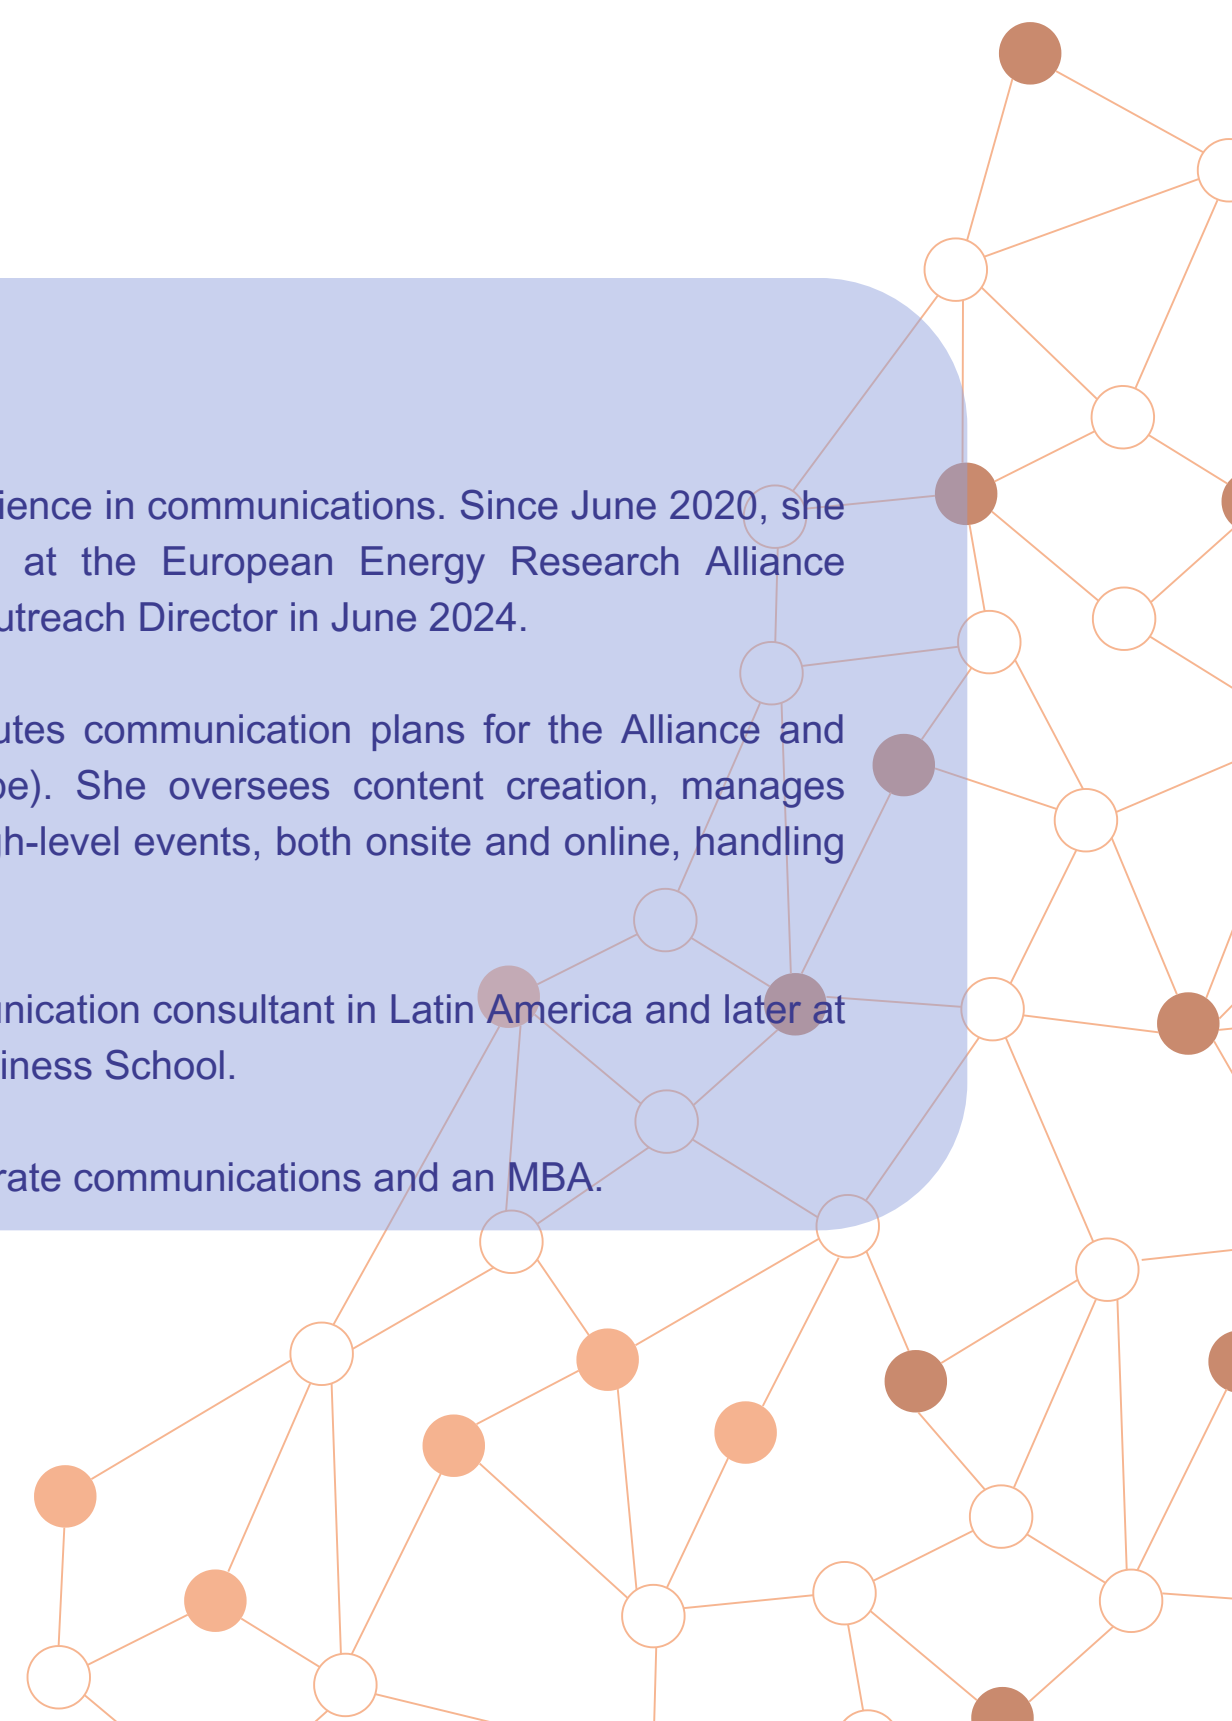 ience in communications. Since June 2020, she
at the European Energy Research Alliance
utreach Director in June 2024.
utes communication plans for the Alliance and
pe). She oversees content creation, manages
gh-level events, both onsite and online, handling
unication consultant in Latin America and later at
iness School.
rate communications and an MBA.